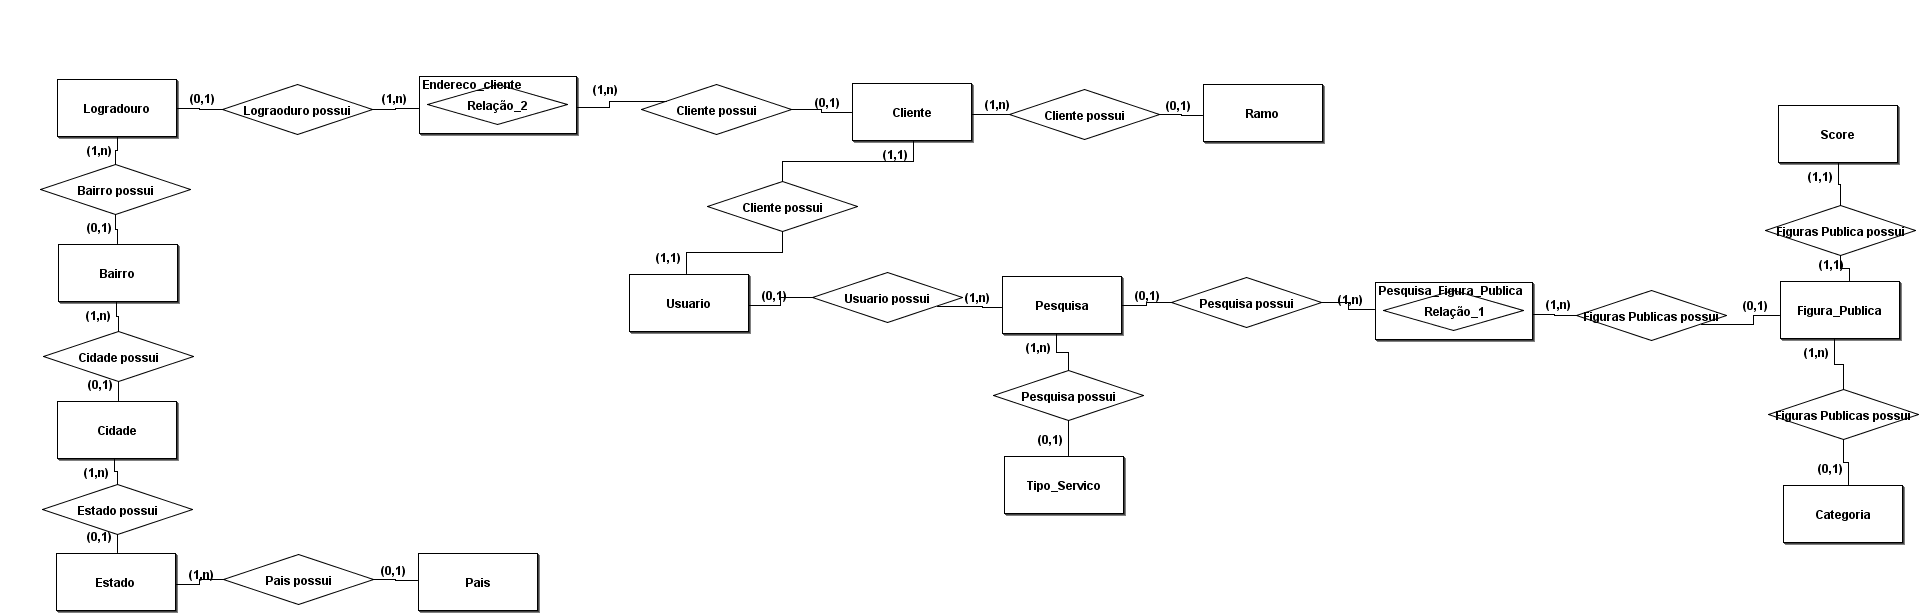 Logradouro
(0,1)
Lograoduro possui
(1,n)
Endereco_cliente
Relação_2
(1,n)
Cliente possui
(0,1)
Cliente
(1,n)
Cliente possui
(0,1)
Ramo
(1,n)
Bairro possui
(0,1)
Bairro
(1,n)
Cidade possui
(0,1)
Cidade
(1,n)
Estado possui
(0,1)
Estado
(1,n)
Pais possui
(0,1)
Pais
(1,1)
Cliente possui
(1,1)
Usuario
(0,1)
Usuario possui
(1,n)
Pesquisa
(0,1)
Pesquisa possui
(1,n)
Pesquisa_Figura_Publica
Relação_1
(1,n)
Figuras Publicas possui
(0,1)
Figura_Publica
(1,n)
Pesquisa possui
(0,1)
Tipo_Servico
Score
(1,1)
Figuras Publica possui
(1,1)
(1,n)
Figuras Publicas possui
(0,1)
Categoria